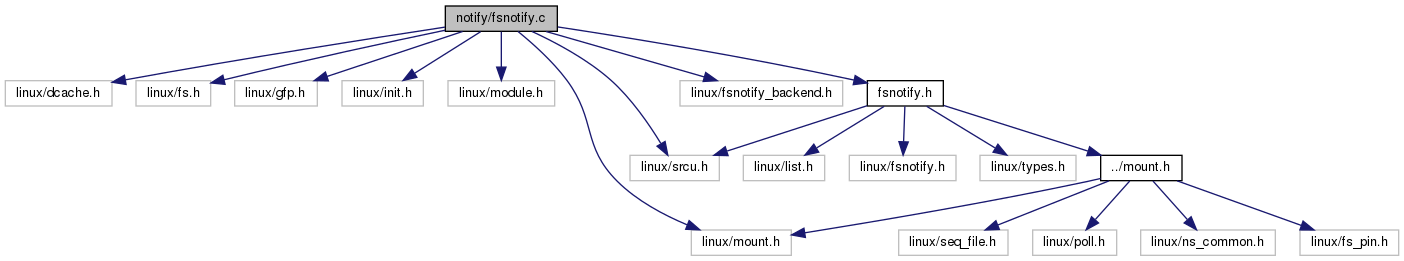 notify/fsnotify.c
linux/dcache.h
linux/fs.h
linux/gfp.h
linux/init.h
linux/module.h
linux/fsnotify_backend.h
fsnotify.h
linux/srcu.h
linux/list.h
linux/fsnotify.h
linux/types.h
../mount.h
linux/mount.h
linux/seq_file.h
linux/poll.h
linux/ns_common.h
linux/fs_pin.h